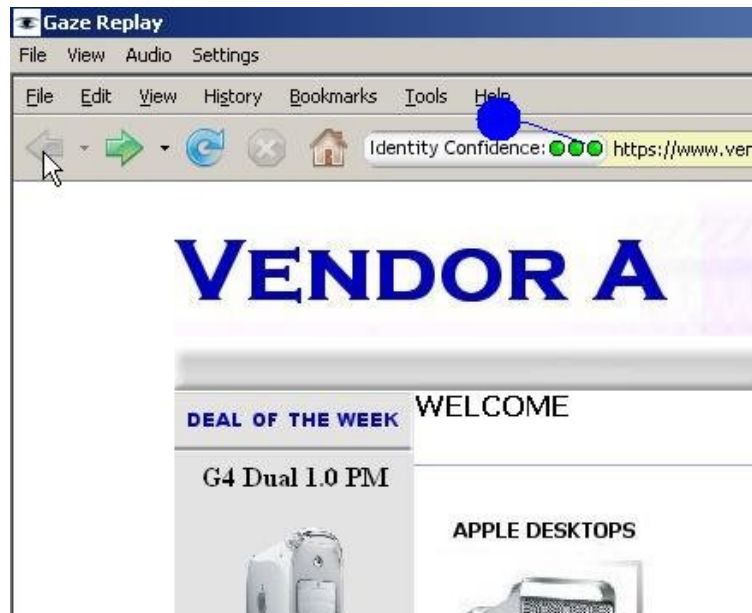 Gaze Replay
File View Audio Settings
File Edit View History Bookmarks Tools Help
Identity Confidence: https://www.ver
VENDOR A
DEAL OF THE WEEK
WELCOME
G4 Dual 1.0 PM
APPLE DESKTOPS